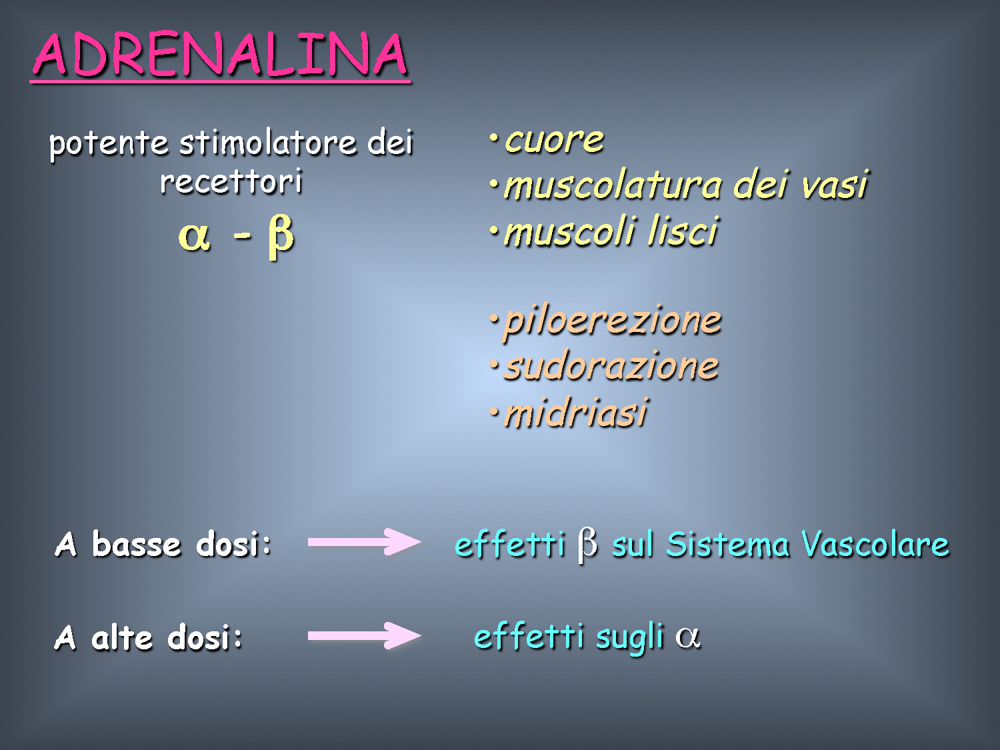 ADRENALINA
potente stimolatore dei
recettori
α - β
•cuore
•muscolatura dei vasi
•muscoli lisci
•piloerezione
•sudorazione
•midriasi
A basse dosi:
effetti β sul Sistema Vascolare
A alte dosi:
effetti sugli α